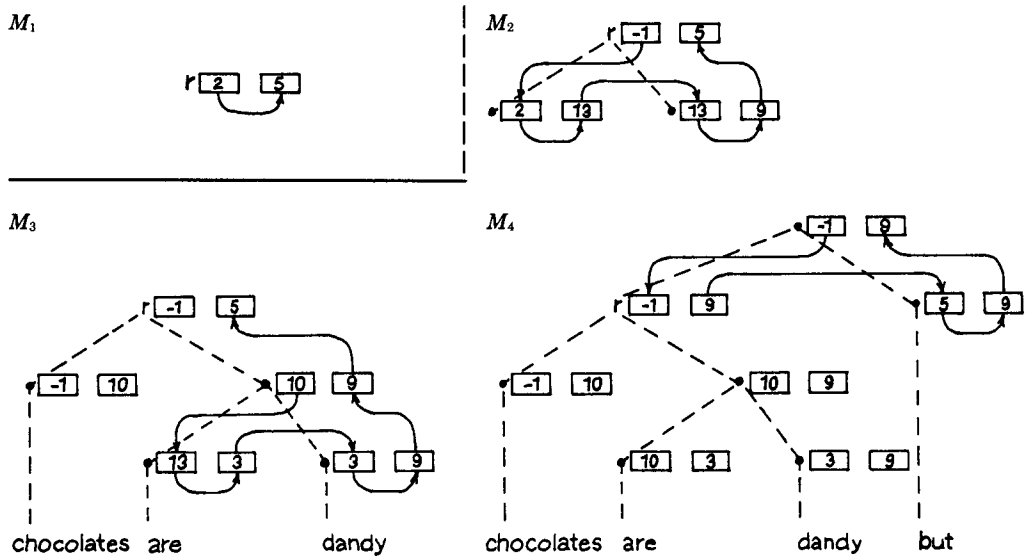 M₁
r 2 5
M₂
r -1 5
2 13 13 9
M₃
r -1 5
-1 10 10 9
13 3 3 9
chocolates are dandy
M₄
-1 9
r -1 9 5 9
-1 10 10 9
10 3 3 9
chocolates are dandy but